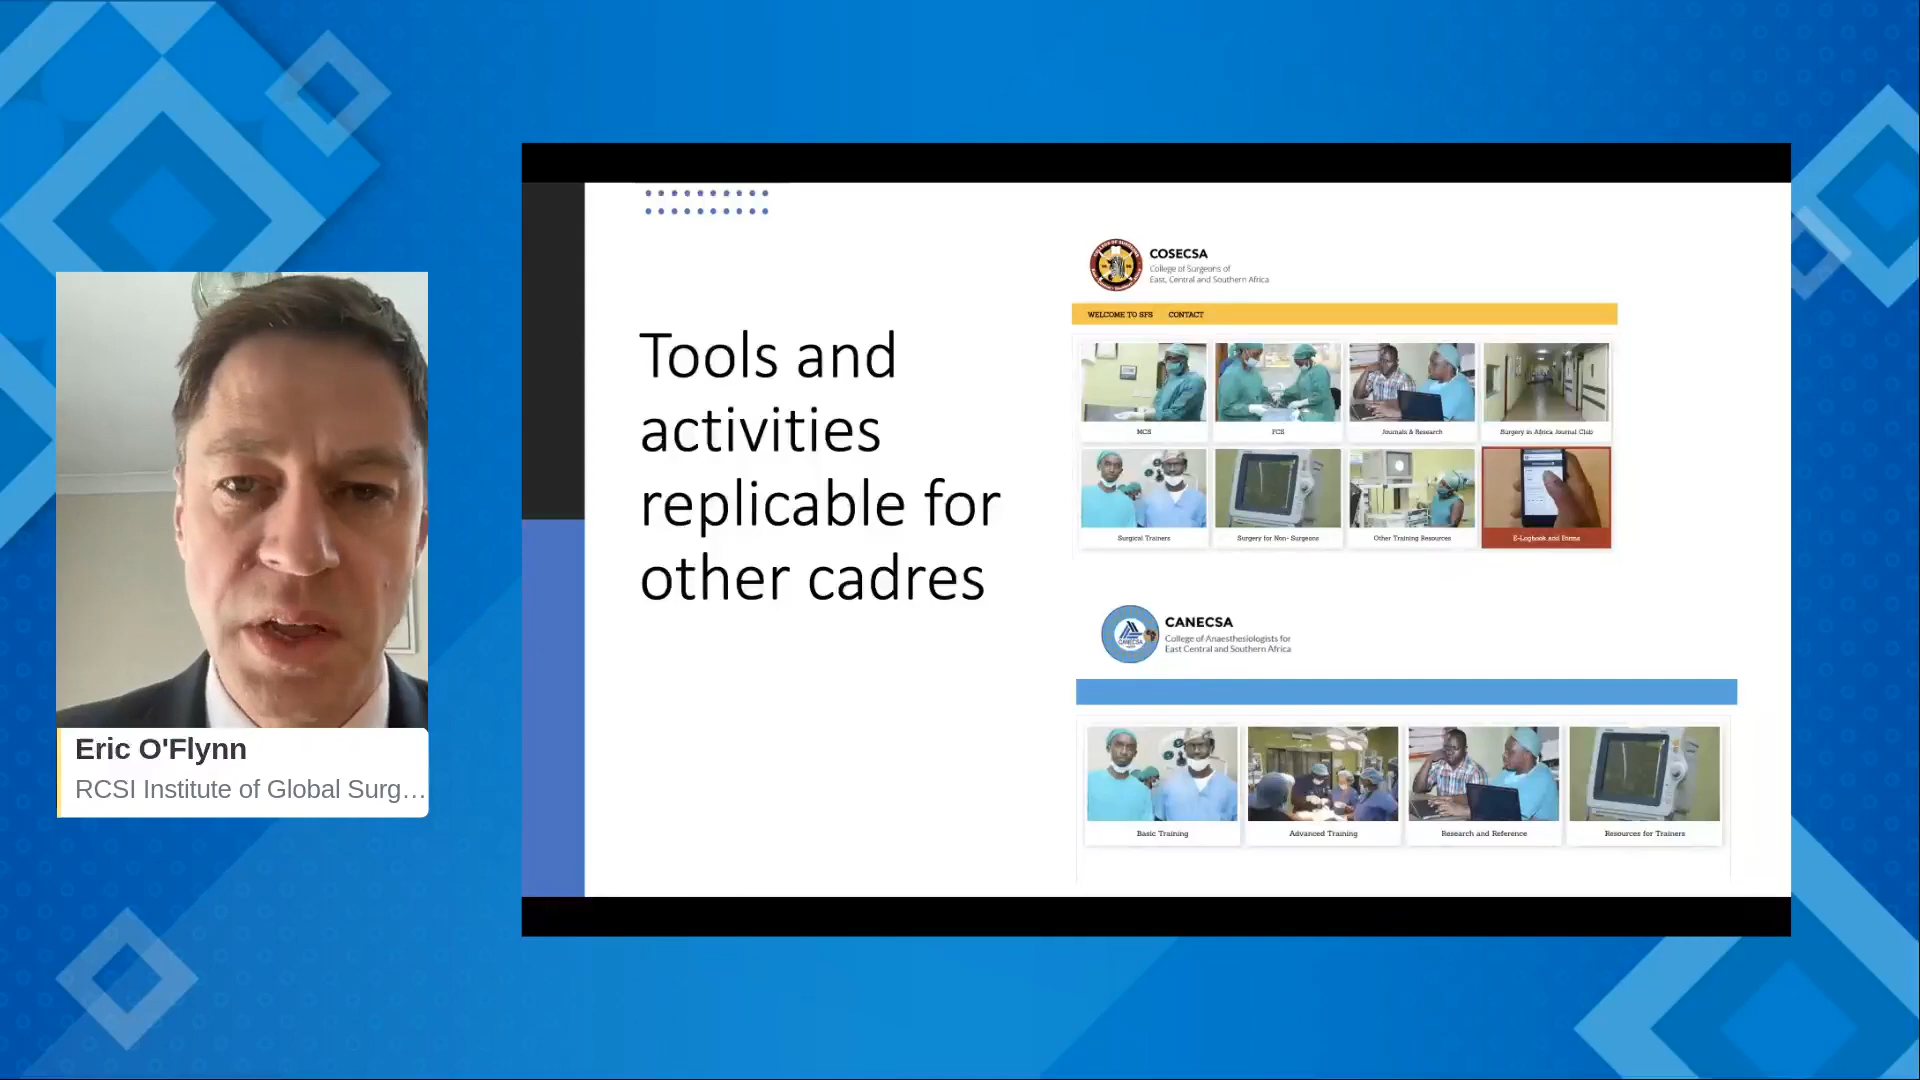 Eric O'Flynn
RCSI Institute of Global Surg...
Tools and
activities
replicable for
other cadres
COSECSA
College of Surgeons of
East, Central and Southern Africa
WELCOME TO SFS CONTACT
MCS
FCS
Journals & Research
Surgery in Africa Journal Club
Surgical Trainers
Surgery for Non-Surgeons
Other Training Resources
E-Logbook and Forms
CANECSA
College of Anaesthesiologists for
East Central and Southern Africa
Basic Training
Advanced Training
Research and Reference
Resources for Trainers